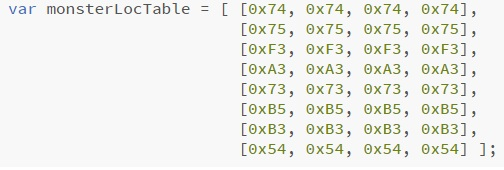 var monsterLocTable = [ [0x74, 0x74, 0x74, 0x74],
[0x75, 0x75, 0x75, 0x75],
[0xF3, 0xF3, 0xF3, 0xF3],
[0xA3, 0xA3, 0xA3, 0xA3],
[0x73, 0x73, 0x73, 0x73],
[0xB5, 0xB5, 0xB5, 0xB5],
[0xB3, 0xB3, 0xB3, 0xB3],
[0x54, 0x54, 0x54, 0x54] ];